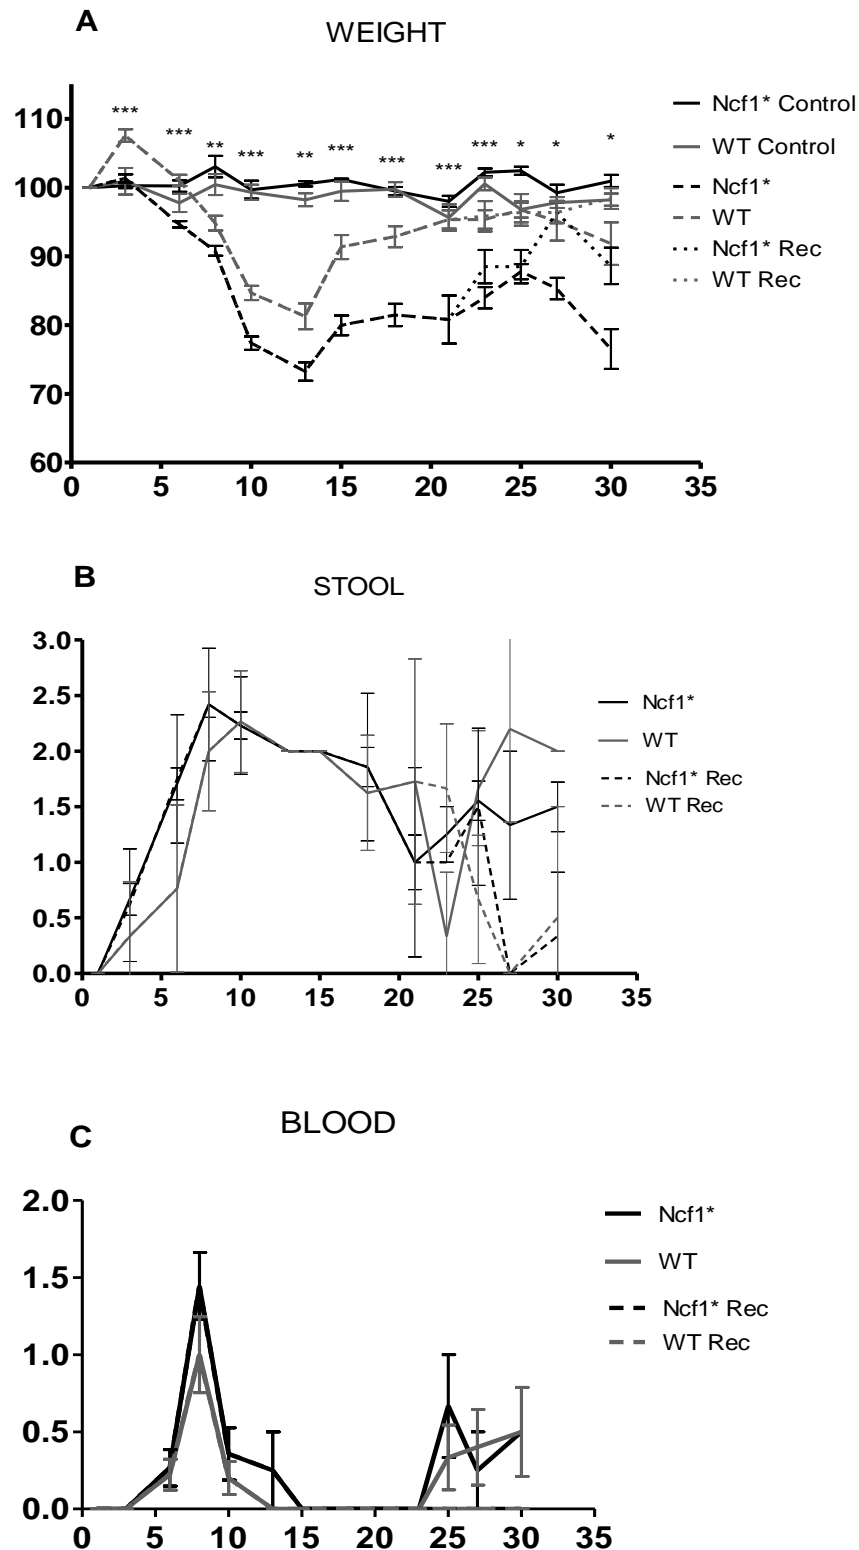 A
WEIGHT
*** *** ** *** ** *** *** *** *** * * *
110
100
90
80
70
60
0 5 10 15 20 25 30 35
Ncf1* Control
WT Control
Ncf1*
WT
Ncf1* Rec
WT Rec
B
STOOL
3.0
2.5
2.0
1.5
1.0
0.5
0.0
0 5 10 15 20 25 30 35
Ncf1*
WT
Ncf1* Rec
WT Rec
C
BLOOD
2.0
1.5
1.0
0.5
0.0
0 5 10 15 20 25 30 35
Ncf1*
WT
Ncf1* Rec
WT Rec